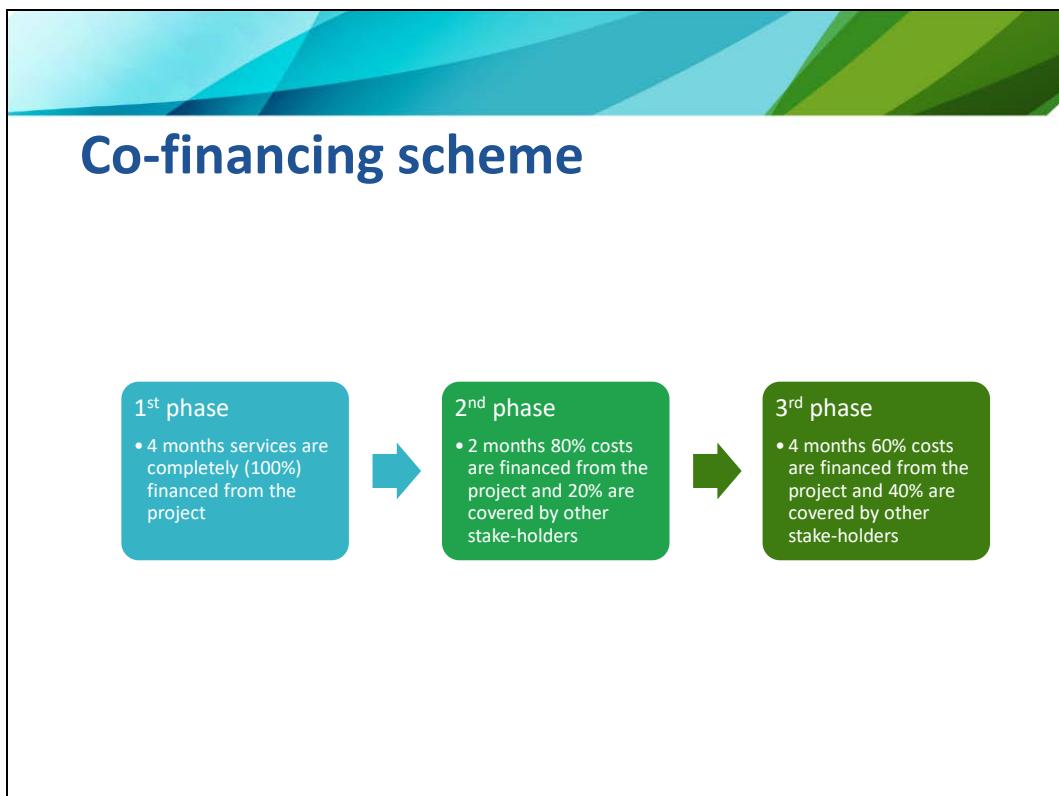 Co-financing scheme
1st phase
• 4 months services are
completely (100%)
financed from the
project
2nd phase
• 2 months 80% costs
are financed from the
project and 20% are
covered by other
stake-holders
3rd phase
• 4 months 60% costs
are financed from the
project and 40% are
covered by other
stake-holders